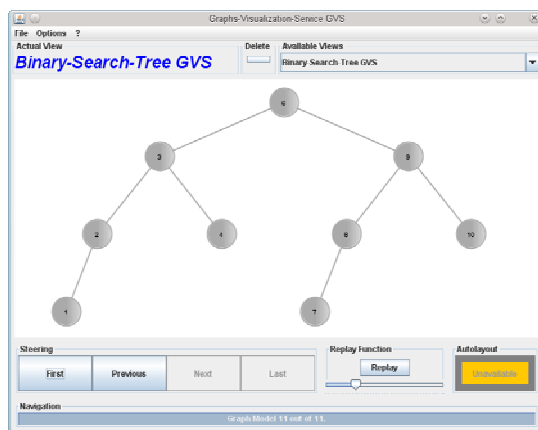 Graphs-Visualization-Service GVS
File Options ?
Actual View
Delete
Available Views
Binary-Search-Tree GVS
Binary-Search-Tree GVS
6
3
9
2
4
8
10
1
7
Steering
Replay Function
Autolayout
First
Previous
Next
Last
Replay
Unavailable
Navigation
Graph Model 11 out of 11.